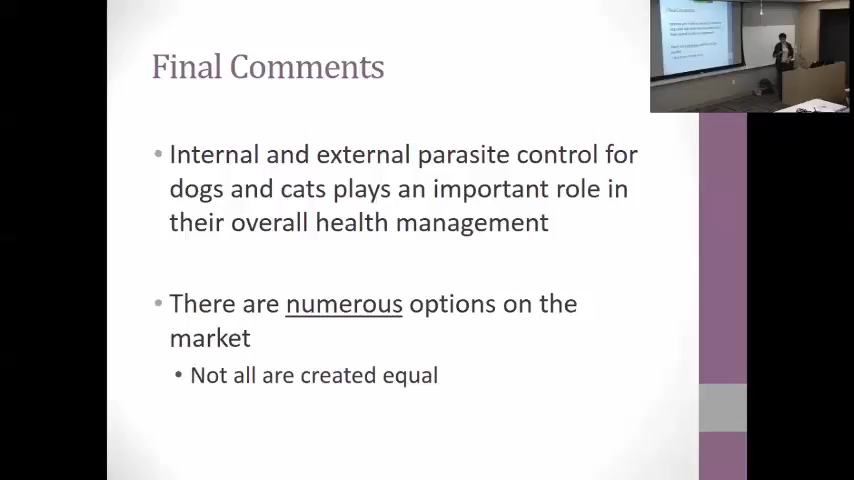 Final Comments
• Internal and external parasite control for
dogs and cats plays an important role in
their overall health management
• There are numerous options on the
market
• Not all are created equal